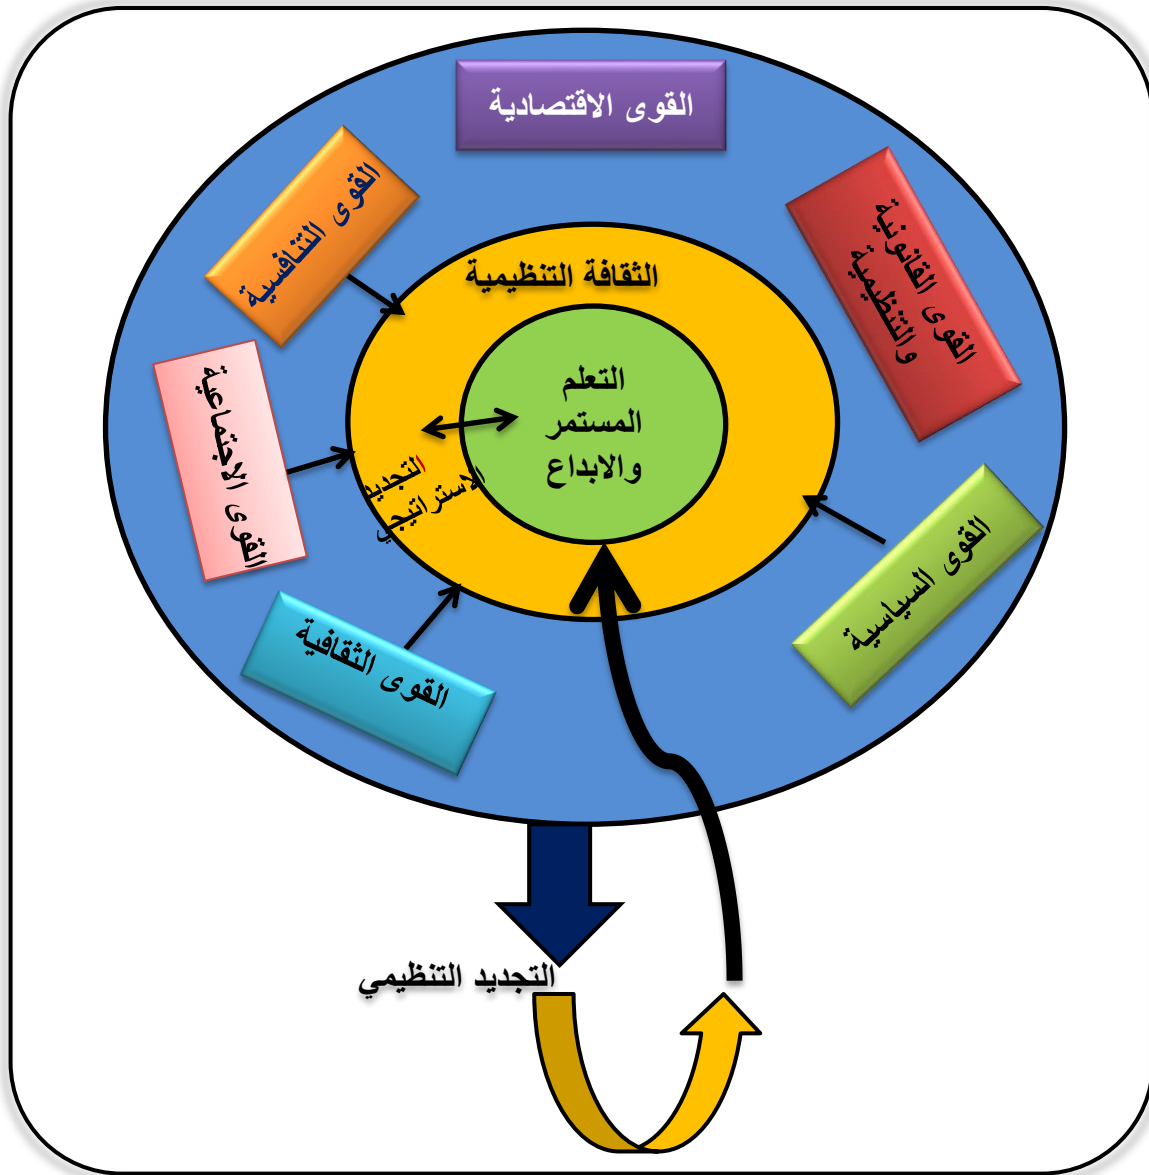 القوى الاقتصادية
القوى التنافسية
القوى القانونية
والتنظيمية
الثقافة التنظيمية
التعلم
المستمر
والابداع
القوى الاجتماعية
التجديد
الاستراتيجي
القوى السياسية
القوى الثقافية
التجديد التنظيمي